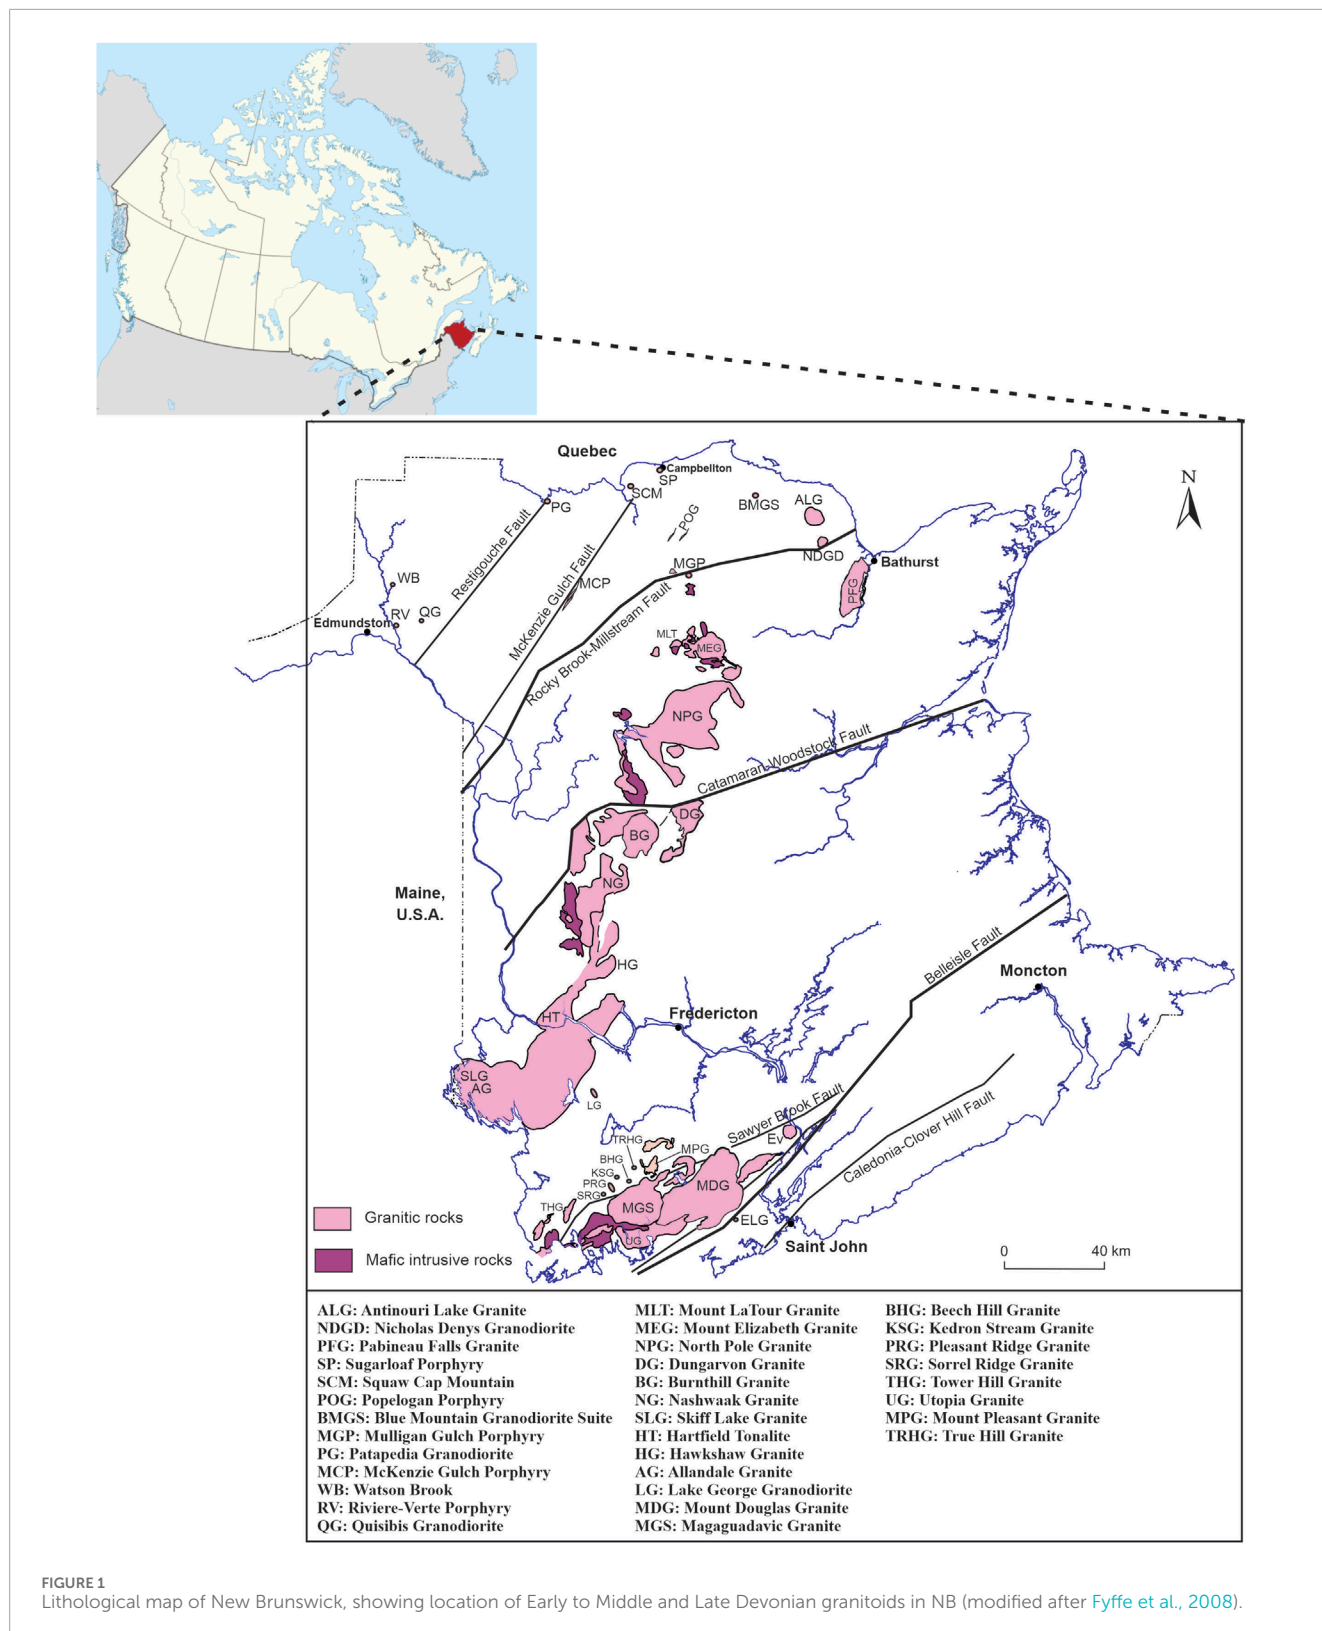 Quebec
Campbellton
SP
SCM
PG
BMGS
ALG
POG
N
Restigouche Fault
McKenzie Gulch Fault
NDGD
Bathurst
MGP
MCP
PFG
WB
RV
QG
Edmundston
Rocky Brook-Millstream Fault
MLT
MEG
NPG
Catamaran-Woodstock Fault
DG
BG
NG
Maine,
U.S.A.
HG
Belleisle Fault
Moncton
HT
Fredericton
SLG
AG
LG
Sawyer Brook Fault
Caledonia-Clover Hill Fault
Ev
TRHG
MPG
BHG
KSG
PRG
SRG
MDG
THG
MGS
UG
ELG
Saint John
Granitic rocks
Mafic intrusive rocks
0 40 km
ALG: Antinouri Lake Granite
NDGD: Nicholas Denys Granodiorite
PFG: Pabineau Falls Granite
SP: Sugarloaf Porphyry
SCM: Squaw Cap Mountain
POG: Popelogan Porphyry
BMGS: Blue Mountain Granodiorite Suite
MGP: Mulligan Gulch Porphyry
PG: Patapedia Granodiorite
MCP: McKenzie Gulch Porphyry
WB: Watson Brook
RV: Riviere-Verte Porphyry
QG: Quisibis Granodiorite
MLT: Mount LaTour Granite
MEG: Mount Elizabeth Granite
NPG: North Pole Granite
DG: Dungarvon Granite
BG: Burnthill Granite
NG: Nashwaak Granite
SLG: Skiff Lake Granite
HT: Hartfield Tonalite
HG: Hawkshaw Granite
AG: Allandale Granite
LG: Lake George Granodiorite
MDG: Mount Douglas Granite
MGS: Magaguadavic Granite
BHG: Beech Hill Granite
KSG: Kedron Stream Granite
PRG: Pleasant Ridge Granite
SRG: Sorrel Ridge Granite
THG: Tower Hill Granite
UG: Utopia Granite
MPG: Mount Pleasant Granite
TRHG: True Hill Granite
FIGURE 1
Lithological map of New Brunswick, showing location of Early to Middle and Late Devonian granitoids in NB (modified after Fyffe et al., 2008).